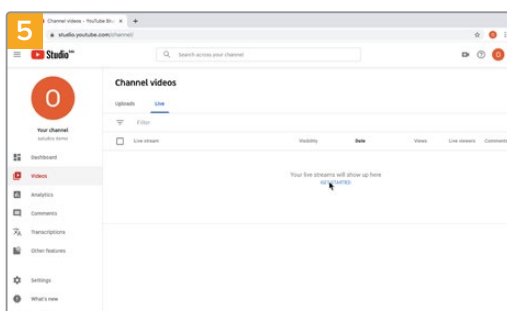 5
Channel videos - YouTube St
studio.youtube.com/channel/
Studio
Search across your channel
O
O
O
Your channel
Channel videos
Uploads
Live
Filter
Live stream
Visibility
Date
Views
Live viewers
Comments
Your live streams will show up here
GET STARTED
Dashboard
Videos
Analytics
Comments
Transcriptions
Other features
Settings
What's new